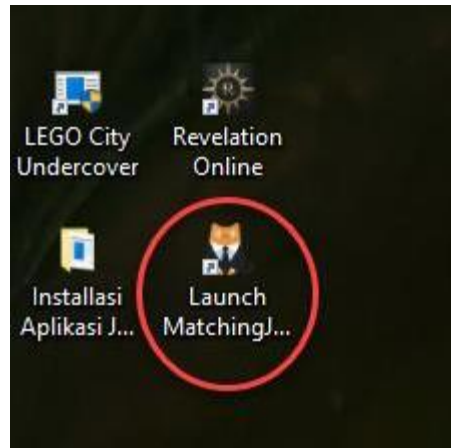 LEGO City
Undercover
Revelation
Online
Installasi
Aplikasi J...
Launch
MatchingJ...